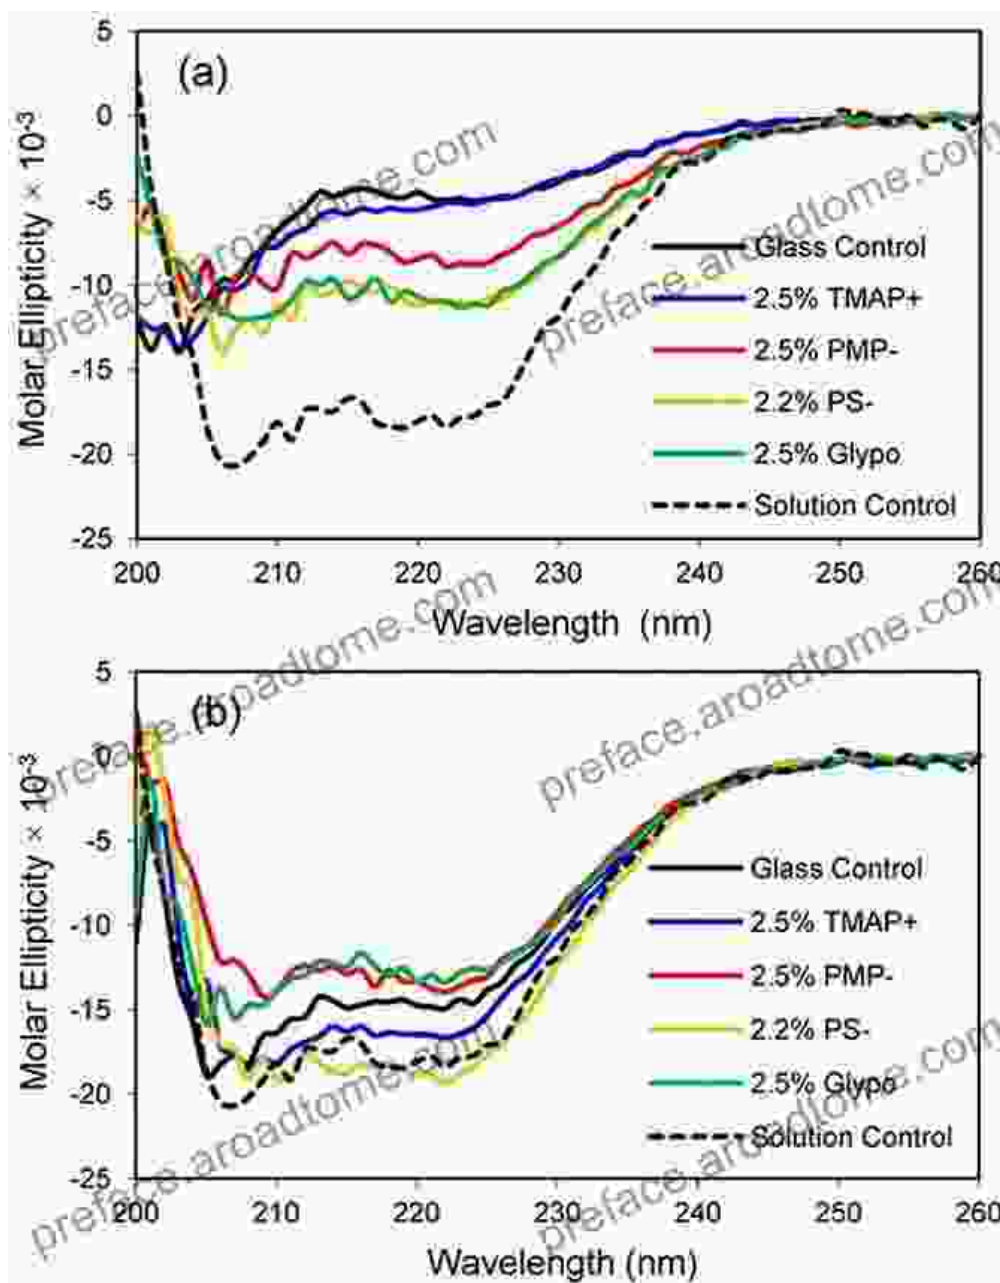 (a)
5
0
-5
-10
-15
-20
-25
Molar Ellipticity × 10-3
Glass Control
2.5% TMAP+
2.5% PMP-
2.2% PS-
2.5% Glypo
Solution Control
200 210 220 230 240 250 260
Wavelength (nm)
(b)
5
0
-5
-10
-15
-20
-25
Molar Ellipticity × 10-3
Glass Control
2.5% TMAP+
2.5% PMP-
2.2% PS-
2.5% Glypo
Solution Control
200 210 220 230 240 250 260
Wavelength (nm)
preface.aroadtome.com
preface.aroadtome.com
preface.aroadtome.com
preface.aroadtome.com
preface.aroadtome.com
preface.aroadtome.com